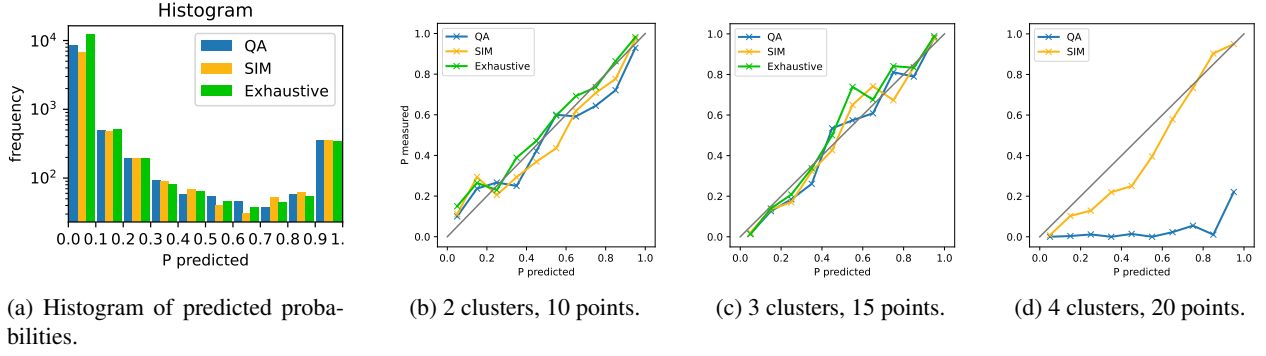 Histogram
frequency
10^4
10^3
10^2
QA
SIM
Exhaustive
0.0 0.1 0.2 0.3 0.4 0.5 0.6 0.7 0.8 0.9 1.
P predicted
(a) Histogram of predicted proba-
bilities.
QA
SIM
Exhaustive
P measured
1.0
0.8
0.6
0.4
0.2
0.0
0.0 0.2 0.4 0.6 0.8 1.0
P predicted
(b) 2 clusters, 10 points.
QA
SIM
Exhaustive
1.0
0.8
0.6
0.4
0.2
0.0
0.0 0.2 0.4 0.6 0.8 1.0
P predicted
(c) 3 clusters, 15 points.
QA
SIM
1.0
0.8
0.6
0.4
0.2
0.0
0.0 0.2 0.4 0.6 0.8 1.0
P predicted
(d) 4 clusters, 20 points.